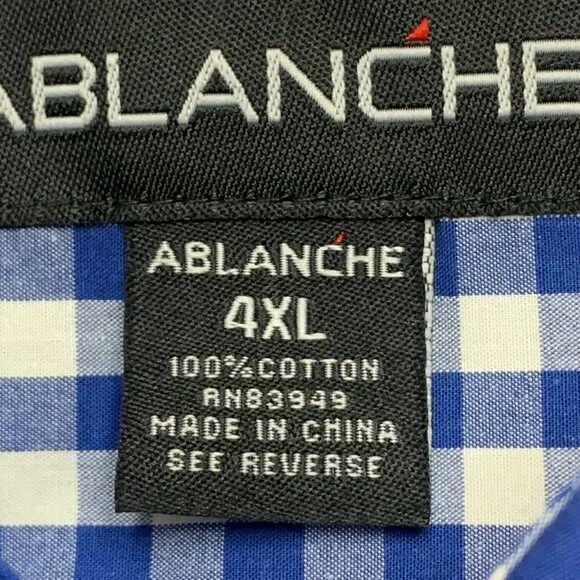 ABLANCHE
ABLANCHE
4XL
100%COTTON
RN83949
MADE IN CHINA
SEE REVERSE